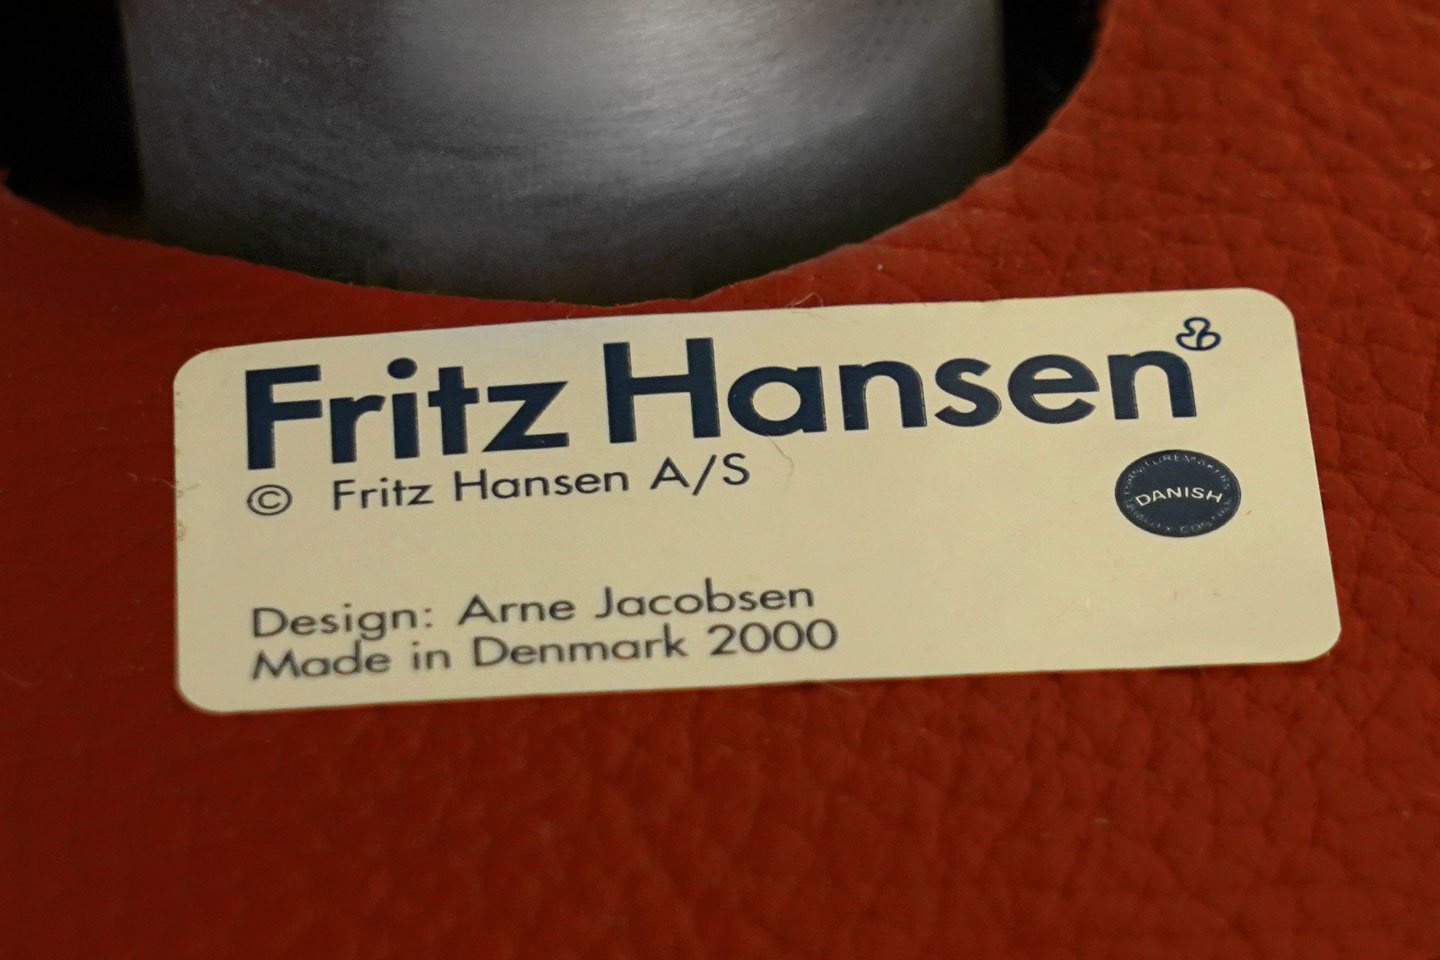 Fritz Hansen
© Fritz Hansen A/S
DANISH
Design: Arne Jacobsen
Made in Denmark 2000